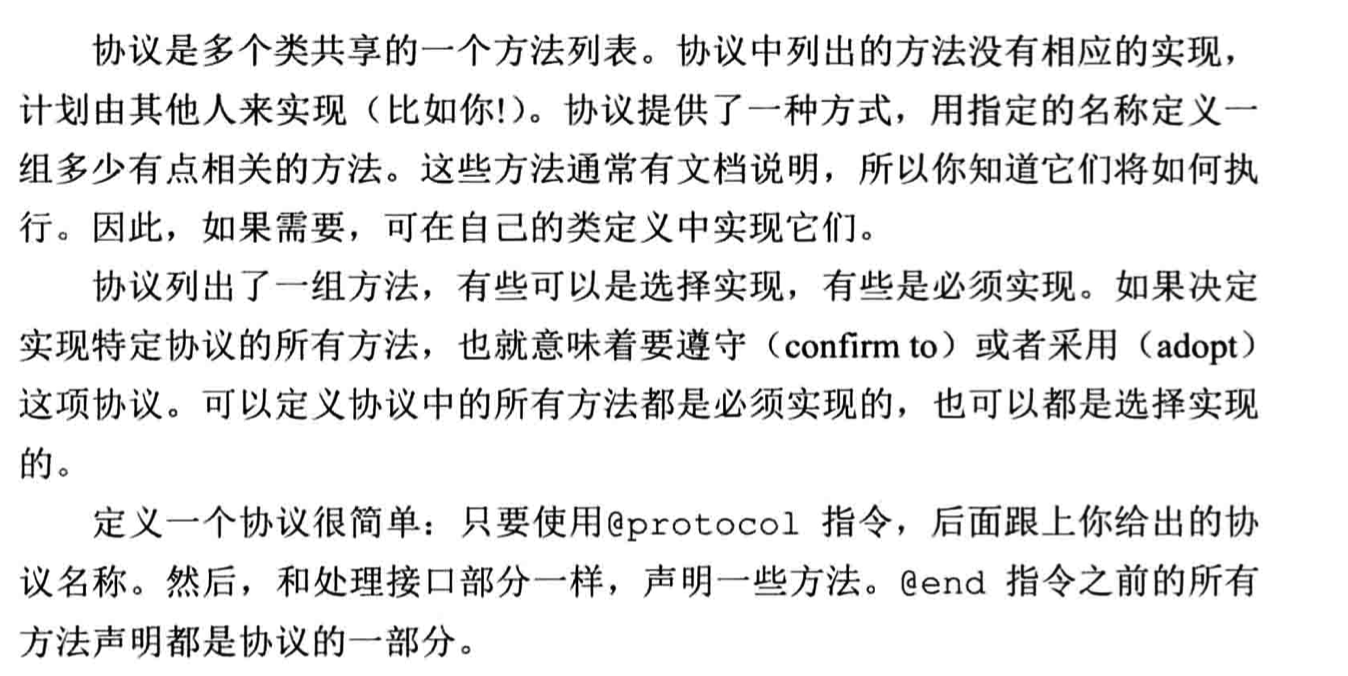 协议是多个类共享的一个方法列表。协议中列出的方法没有相应的实现，
计划由其他人来实现（比如你!）。协议提供了一种方式，用指定的名称定义一
组多少有点相关的方法。这些方法通常有文档说明，所以你知道它们将如何执
行。因此，如果需要，可在自己的类定义中实现它们。
协议列出了一组方法，有些可以是选择实现，有些是必须实现。如果决定
实现特定协议的所有方法，也就意味着要遵守（confirm to）或者采用（adopt）
这项协议。可以定义协议中的所有方法都是必须实现的，也可以都是选择实现
的。
定义一个协议很简单：只要使用@protocol 指令，后面跟上你给出的协
议名称。然后，和处理接口部分一样，声明一些方法。@end 指令之前的所有
方法声明都是协议的一部分。